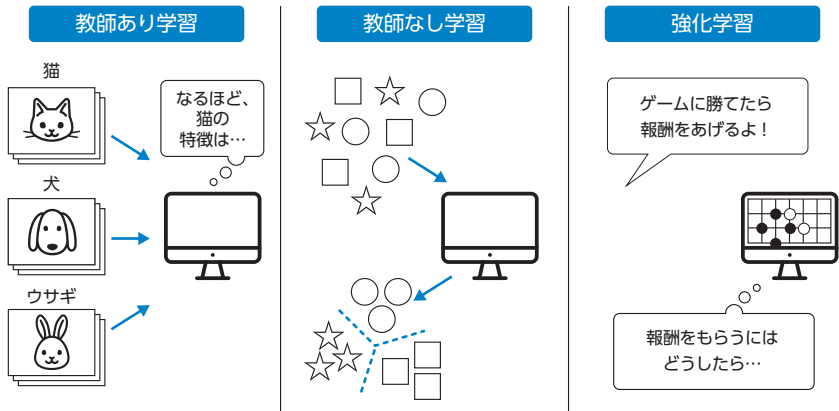 教師あり学習
猫
なるほど、
猫の
特徴は…
犬
ウサギ
教師なし学習
強化学習
ゲームに勝てたら
報酬をあげるよ！
報酬をもらうには
どうしたら…